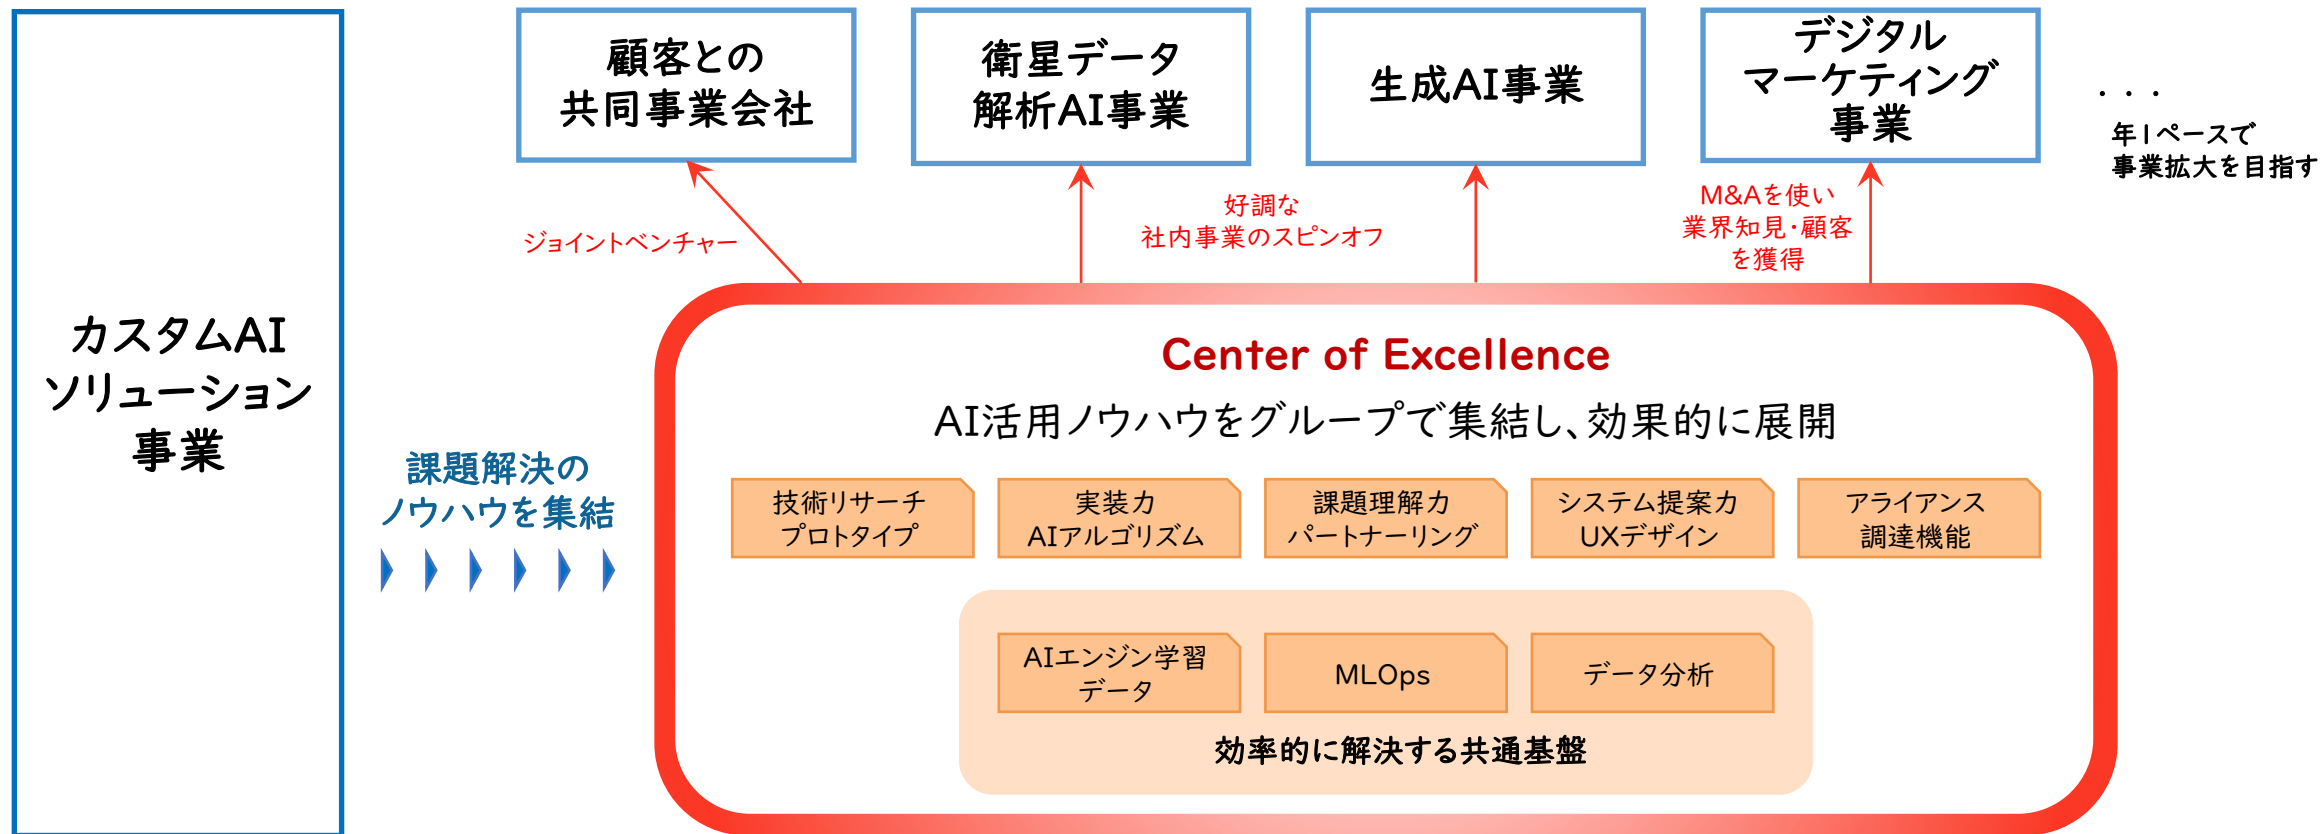 カスタムAI
ソリューション
事業
顧客との
共同事業会社
衛星データ
解析AI事業
生成AI事業
デジタル
マーケティング
事業
・・・
年1ペースで
事業拡大を目指す
ジョイントベンチャー
好調な
社内事業のスピンオフ
M&Aを使い
業界知見・顧客
を獲得
課題解決の
ノウハウを集結
Center of Excellence
AI活用ノウハウをグループで集結し、効果的に展開
技術リサーチ
プロトタイプ
実装力
AIアルゴリズム
課題理解力
パートナーリング
システム提案力
UXデザイン
アライアンス
調達機能
AIエンジン学習
データ
MLOps
データ分析
効率的に解決する共通基盤